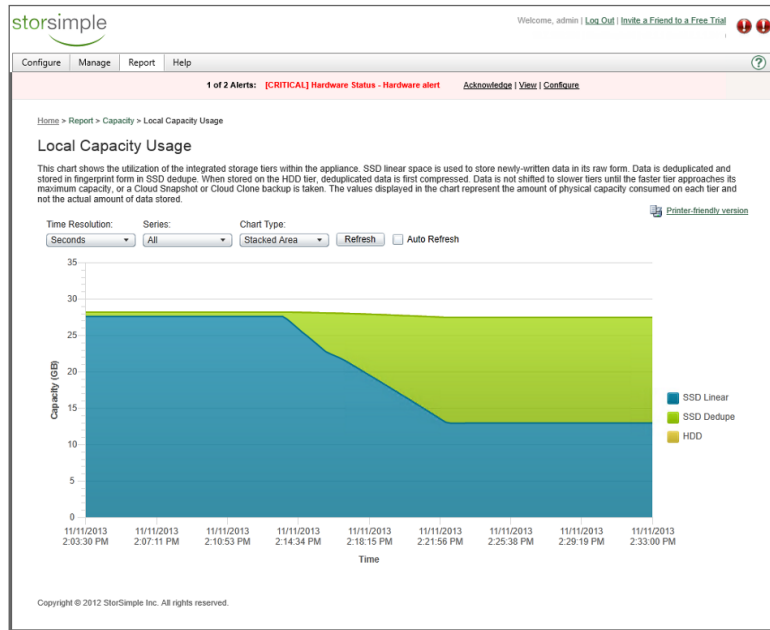 storsimple
Welcome, admin | Log Out | Invite a Friend to a Free Trial
Configure Manage Report Help
1 of 2 Alerts: [CRITICAL] Hardware Status - Hardware alert Acknowledge | View | Configure
Home > Report > Capacity > Local Capacity Usage
Local Capacity Usage
This chart shows the utilization of the integrated storage tiers within the appliance. SSD linear space is used to store newly-written data in its raw form. Data is deduplicated and
stored in fingerprint form in SSD dedupe. When stored on the HDD tier, deduplicated data is first compressed. Data is not shifted to slower tiers until the faster tier approaches its
maximum capacity, or a Cloud Snapshot or Cloud Clone backup is taken. The values displayed in the chart represent the amount of physical capacity consumed on each tier and
not the actual amount of data stored.
Printer-friendly version
Time Resolution: Series: Chart Type:
Seconds All Stacked Area Refresh Auto Refresh
35
30
25
20
15
10
5
0
Capacity (GB)
SSD Linear
SSD Dedupe
HDD
11/11/2013 11/11/2013 11/11/2013 11/11/2013 11/11/2013 11/11/2013 11/11/2013 11/11/2013 11/11/2013
2:03:30 PM 2:07:11 PM 2:10:53 PM 2:14:34 PM 2:18:15 PM 2:21:56 PM 2:25:38 PM 2:29:19 PM 2:33:00 PM
Time
Copyright © 2012 StorSimple Inc. All rights reserved.